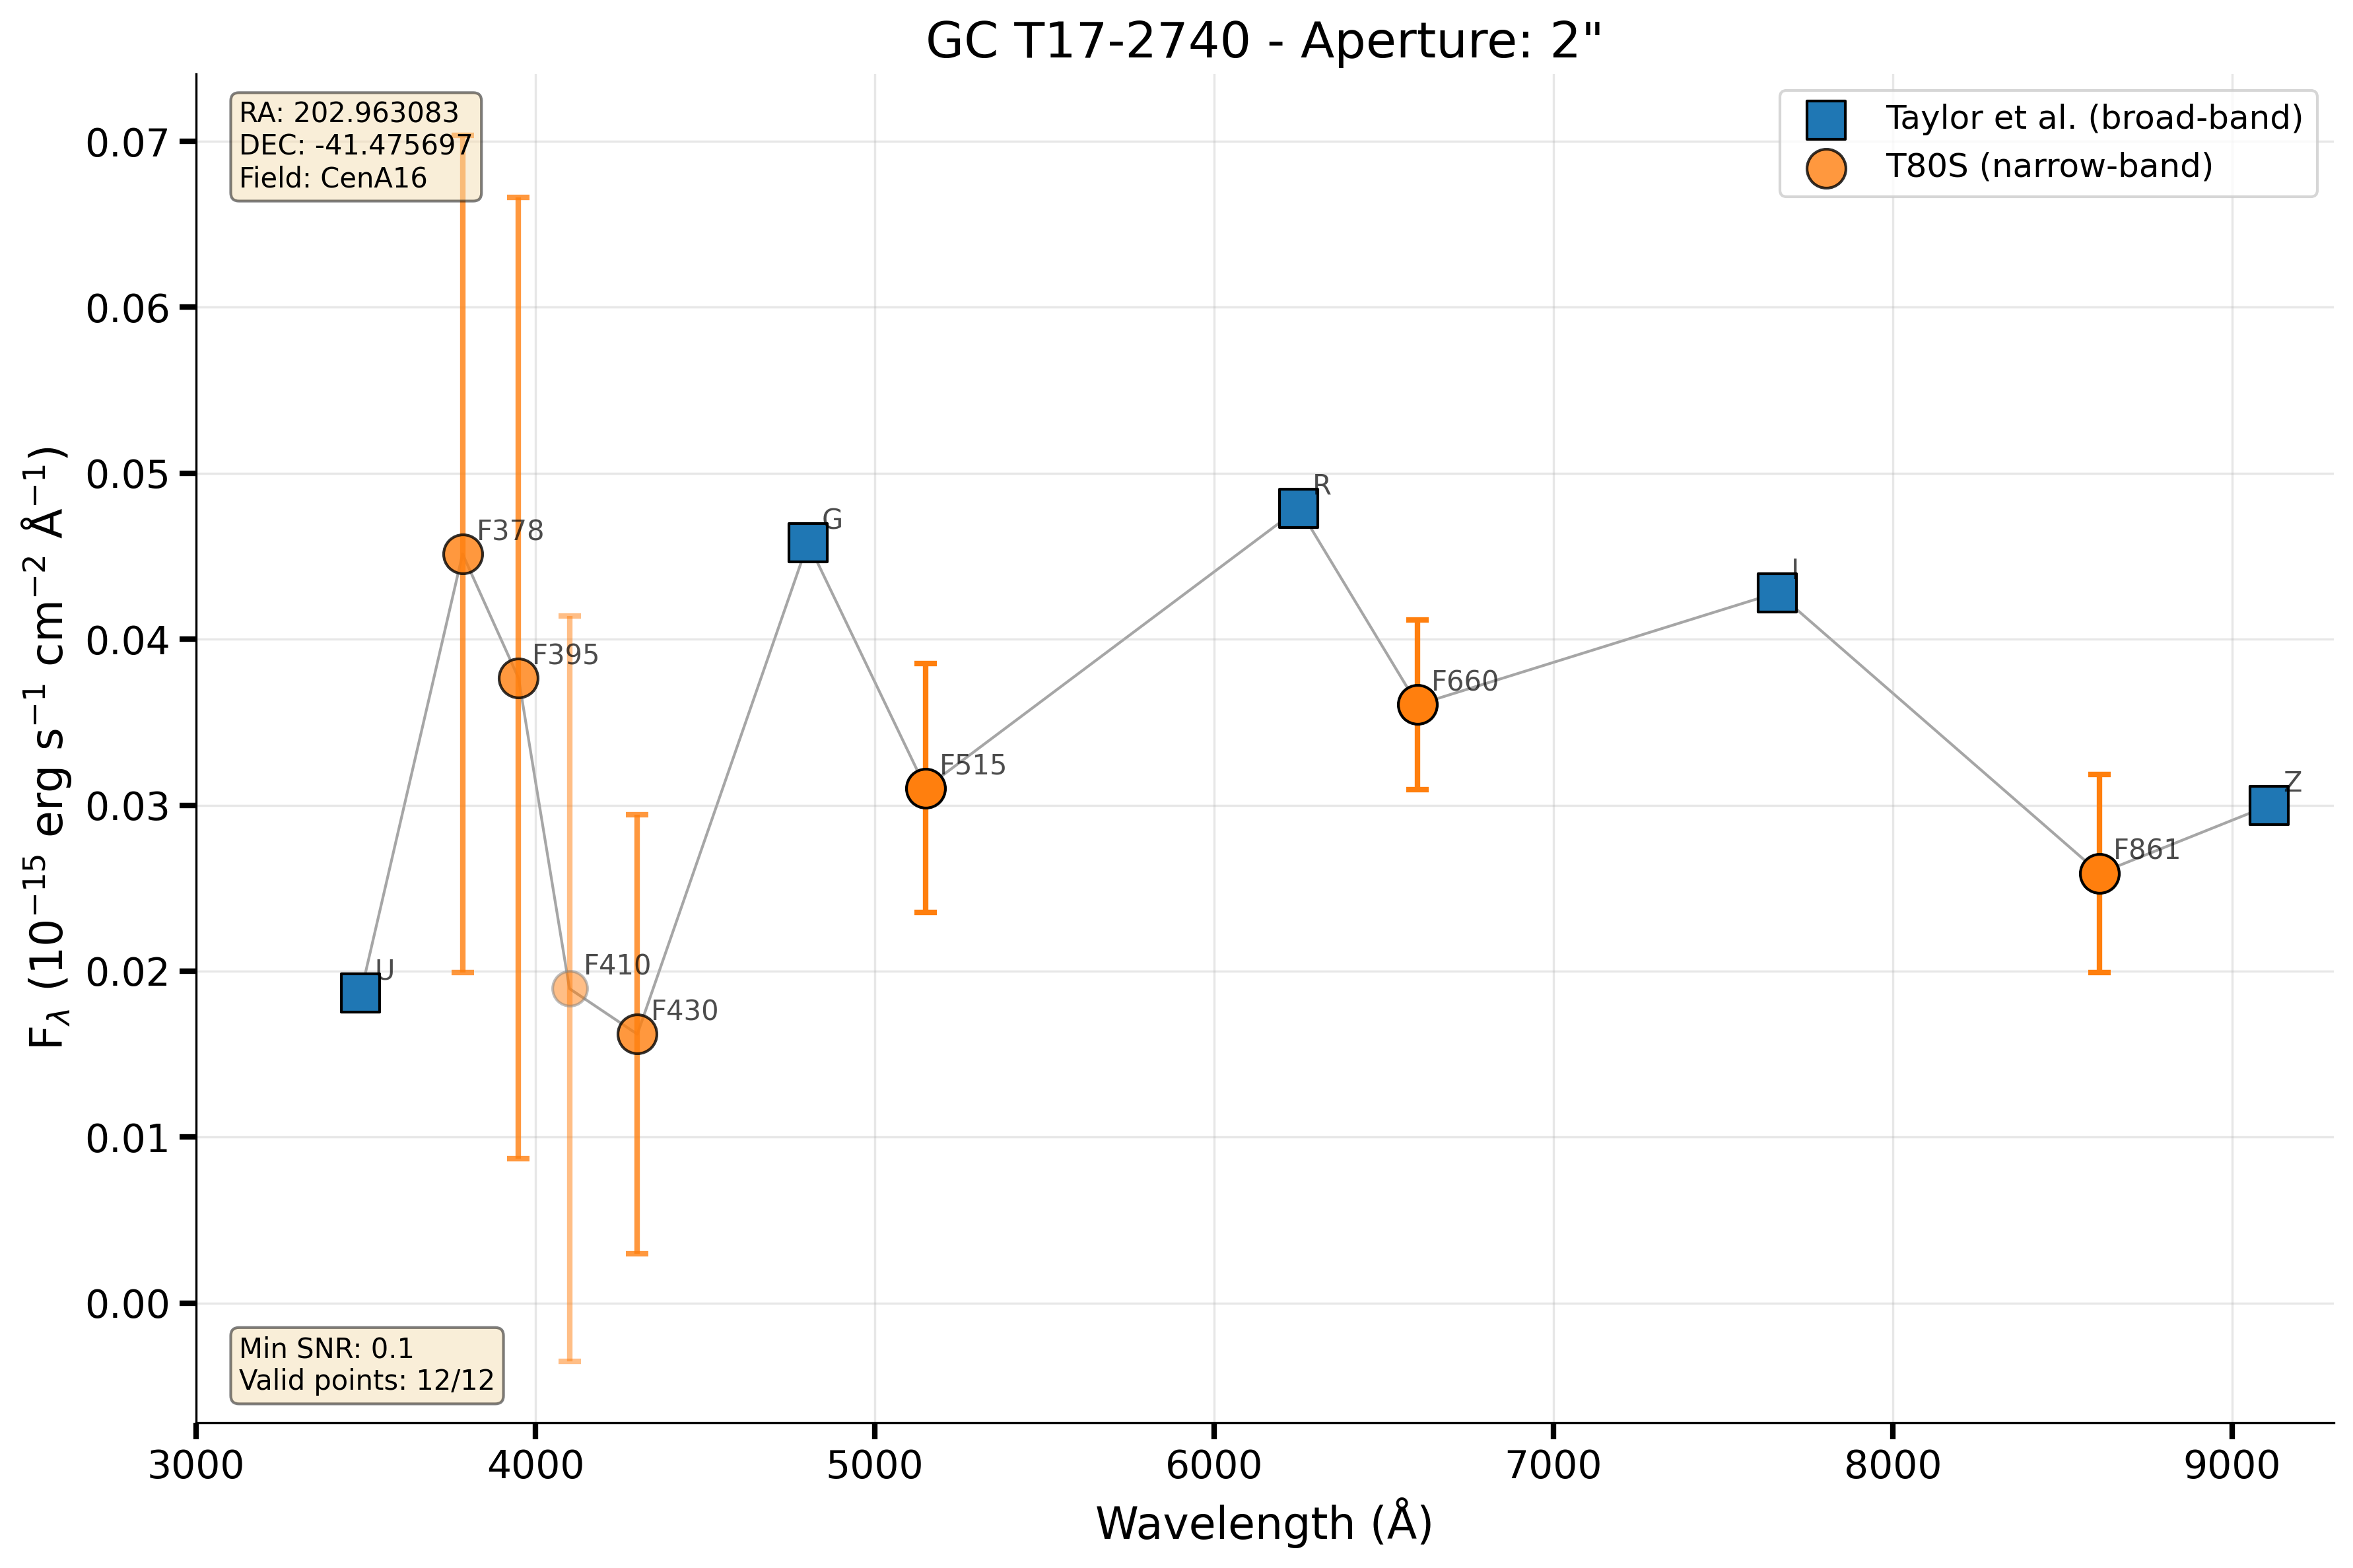 GC T17-2740 - Aperture: 2"
RA: 202.963083
DEC: -41.475697
Field: CenA16
Taylor et al. (broad-band)
T80S (narrow-band)
0.07
0.06
0.05
0.04
0.03
0.02
0.01
0.00
F_λ (10⁻¹⁵ erg s⁻¹ cm⁻² Å⁻¹)
U
F378
F395
F410
F430
G
F515
R
F660
I
F861
Z
Min SNR: 0.1
Valid points: 12/12
3000
4000
5000
6000
7000
8000
9000
Wavelength (Å)